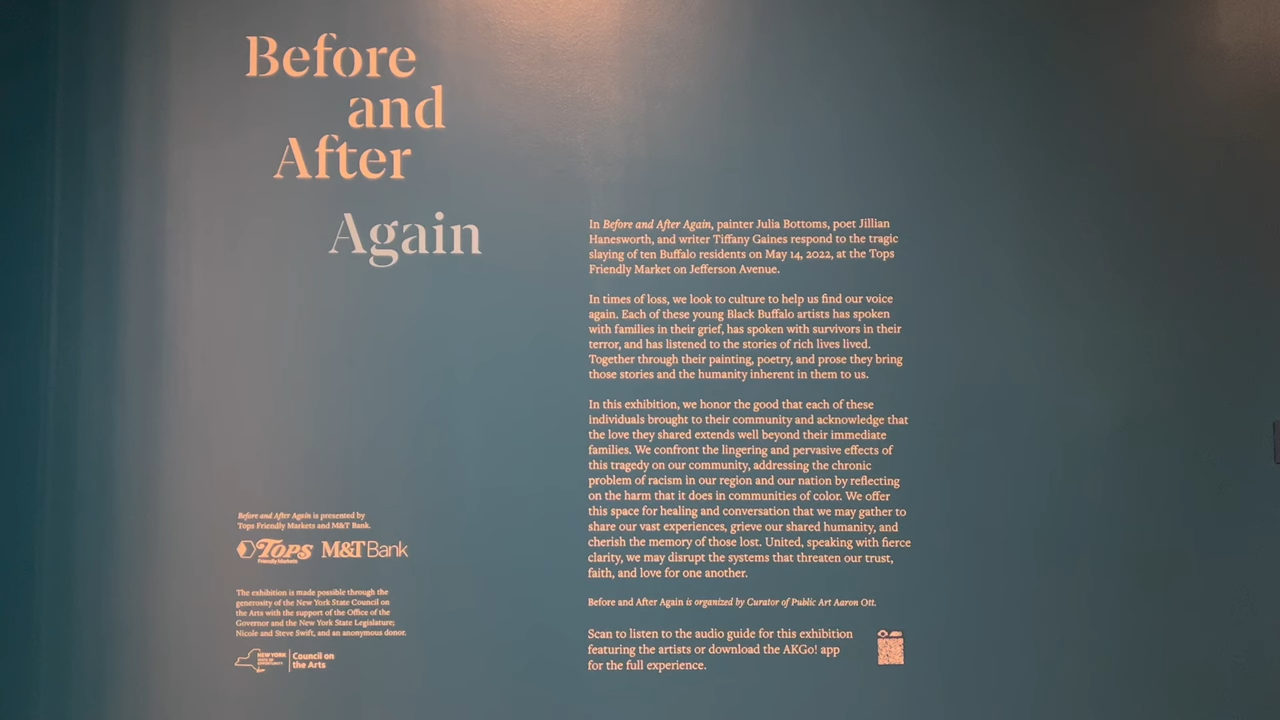 Before
and
After
Again
In Before and After Again, painter Julia Bottoms, poet Jillian
Hanesworth, and writer Tiffany Gaines respond to the tragic
slaying of ten Buffalo residents on May 14, 2022, at the Tops
Friendly Market on Jefferson Avenue.
In times of loss, we look to culture to help us find our voice
again. Each of these young Black Buffalo artists has spoken
with families in their grief, has spoken with survivors in their
terror, and has listened to the stories of rich lives lived.
Together through their painting, poetry, and prose they bring
those stories and the humanity inherent in them to us.
In this exhibition, we honor the good that each of these
individuals brought to their community and acknowledge that
the love they shared extends well beyond their immediate
families. We confront the lingering and pervasive effects of
this tragedy on our community, addressing the chronic
problem of racism in our region and our nation by reflecting
on the harm that it does in communities of color. We offer
this space for healing and conversation that we may gather to
share our vast experiences, grieve our shared humanity, and
cherish the memory of those lost. United, speaking with fierce
clarity, we may disrupt the systems that threaten our trust,
faith, and love for one another.
Before and After Again is organized by Curator of Public Art Aaron Ott.
Scan to listen to the audio guide for this exhibition
featuring the artists or download the AKGo! app
for the full experience.
Before and After Again is presented by
Tops Friendly Markets and M&T Bank.
Tops
Friendly Markets
M&T Bank
The exhibition is made possible through the
generosity of the New York State Council on
the Arts with the support of the Office of the
Governor and the New York State Legislature;
Nicole and Steve Swift, and an anonymous donor.
NEW YORK
STATE OF
OPPORTUNITY
Council on
the Arts